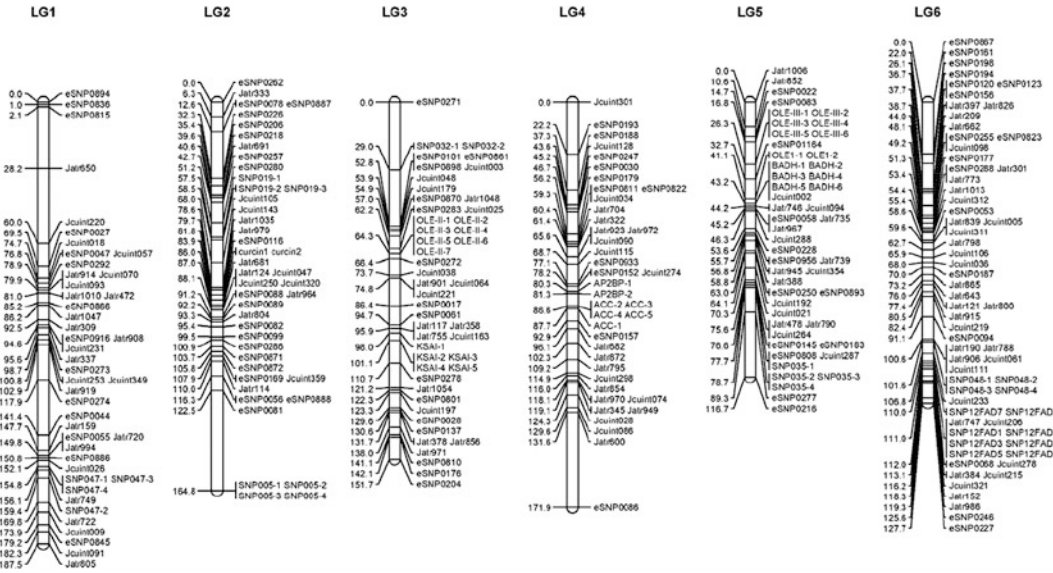 LG1
0.0 eSNP0894
1.0 eSNP0836
2.1 eSNP0815
28.2 Jatr650
60.0 Jcuint220
69.5 eSNP0027
74.7 Jcuint018
76.8 eSNP0047 Jcuint057
78.9 eSNP0292
79.9 Jatr914 Jcuint070
Jcuint093
81.0 Jatr1010 Jatr472
85.2 eSNP0866
86.2 Jatr1047
92.5 Jatr309
94.6 eSNP0916 Jatr908
Jcuint231
95.6 Jatr337
98.7 eSNP0273
100.8 Jcuint253 Jcuint349
102.9 Jatr919
117.9 eSNP0274
141.4 eSNP0044
147.7 Jatr159
149.8 eSNP0055 Jatr720
Jatr994
150.8 eSNP0886
152.1 Jcuint026
154.8 SNP047-1 SNP047-3
SNP047-4
156.1 Jatr749
159.4 SNP047-2
169.8 Jatr722
173.9 Jcuint009
179.2 eSNP0845
182.3 Jcuint091
187.5 Jatr805
LG2
0.0 eSNP0262
6.3 Jatr333
12.6 eSNP0078 eSNP0887
32.3 eSNP0226
35.4 eSNP0206
39.6 eSNP0218
40.6 Jatr691
42.7 eSNP0257
51.2 eSNP0280
57.5 SNP019-1
58.5 SNP019-2 SNP019-3
68.0 Jcuint105
78.6 Jcuint143
79.7 Jatr1035
81.8 Jatr979
83.9 eSNP0116
86.0 curcin1 curcin2
87.0 Jatr681
88.1 Jatr124 Jcuint047
Jcuint250 Jcuint320
91.2 eSNP0088 Jatr964
92.2 eSNP0089
93.3 Jatr804
95.4 eSNP0082
99.5 eSNP0099
100.9 eSNP0286
103.7 eSNP0871
105.8 eSNP0872
107.9 eSNP0169 Jcuint359
110.0 Jatr114
116.3 eSNP0056 eSNP0888
122.5 eSNP0081
164.8 SNP005-1 SNP005-2
SNP005-3 SNP005-4
LG3
0.0 eSNP0271
29.0 SNP032-1 SNP032-2
52.8 eSNP0101 eSNP0861
eSNP0898 Jcuint003
53.9 Jcuint048
54.9 Jcuint179
57.0 eSNP0870 Jatr1048
62.2 eSNP0283 Jcuint025
64.3 OLE-II-1 OLE-II-2
OLE-II-3 OLE-II-4
OLE-II-5 OLE-II-6
OLE-II-7
66.4 eSNP0272
73.7 Jcuint038
74.8 Jatr901 Jcuint064
Jcuint221
86.4 eSNP0017
94.7 eSNP0061
95.9 Jatr117 Jatr358
Jatr755 Jcuint163
98.0 KSAI-1
101.1 KSAI-2 KSAI-3
KSAI-4 KSAI-5
110.7 eSNP0278
121.2 Jatr1054
122.3 eSNP0801
123.3 Jcuint197
129.0 eSNP0028
130.6 eSNP0137
131.7 Jatr378 Jatr856
138.0 Jatr971
141.1 eSNP0810
142.1 eSNP0176
151.7 eSNP0204
LG4
0.0 Jcuint301
22.2 eSNP0193
37.3 eSNP0188
43.6 Jcuint128
45.2 eSNP0247
46.7 eSNP0030
56.2 eSNP0179
59.3 eSNP0811 eSNP0822
Jcuint034
60.4 Jatr704
61.4 Jatr322
65.6 Jatr923 Jatr972
Jcuint090
68.7 Jcuint115
77.1 eSNP0933
78.2 eSNP0152 Jcuint274
80.3 AP2BP-1
81.3 AP2BP-2
86.6 ACC-2 ACC-3
ACC-4 ACC-5
87.7 ACC-1
92.9 eSNP0157
96.1 Jatr682
102.3 Jatr872
109.2 Jatr795
114.9 Jcuint298
116.0 Jatr854
118.1 Jatr970 Jcuint074
119.1 Jatr345 Jatr949
124.3 Jcuint028
129.6 Jcuint086
131.6 Jatr600
171.9 eSNP0086
LG5
0.0 Jatr1006
10.6 Jatr852
14.7 eSNP0022
16.8 eSNP0083
26.3 OLE-III-1 OLE-III-2
OLE-III-3 OLE-III-4
OLE-III-5 OLE-III-6
32.7 eSNP01164
41.1 OLE1-1 OLE1-2
43.2 BADH-1 BADH-2
BADH-3 BADH-4
BADH-5 BADH-6
Jcuint002
44.2 Jatr748 Jcuint094
45.2 eSNP0058 Jatr735
Jatr967
46.3 Jcuint288
53.6 eSNP0228
55.7 eSNP0956 Jatr739
56.8 Jatr945 Jcuint354
58.8 Jatr388
63.0 eSNP0250 eSNP0893
64.1 Jcuint192
70.3 Jcuint021
75.6 Jatr478 Jatr790
Jcuint264
76.6 eSNP0145 eSNP0183
77.7 eSNP0808 Jcuint287
SNP035-1
78.7 SNP035-2 SNP035-3
SNP035-4
89.3 eSNP0277
116.7 eSNP0216
LG6
0.0 eSNP0867
22.0 eSNP0161
26.1 eSNP0198
36.7 eSNP0194
37.7 eSNP0120 eSNP0123
eSNP0156
38.7 Jatr397 Jatr826
44.0 Jatr209
48.1 Jatr662
49.2 eSNP0255 eSNP0823
Jcuint098
51.3 eSNP0177
53.4 eSNP0288 Jatr301
Jatr773
54.4 Jatr1013
55.4 Jcuint312
58.6 eSNP0053
59.6 Jatr839 Jcuint005
Jcuint311
62.7 Jatr798
65.9 Jcuint106
68.0 Jcuint036
70.0 eSNP0187
73.2 Jatr865
76.0 Jatr643
77.4 Jatr121 Jatr800
80.5 Jatr915
82.4 Jcuint219
91.1 eSNP0094
100.6 Jatr190 Jatr788
Jatr906 Jcuint061
Jcuint111
101.6 SNP048-1 SNP048-2
SNP048-3 SNP048-4
106.8 Jcuint233
110.0 SNP12FAD7 SNP12FAD
Jatr747 Jcuint206
111.0 SNP12FAD1 SNP12FAD
SNP12FAD3 SNP12FAD
SNP12FAD5 SNP12FAD
112.0 eSNP0068 Jcuint278
113.1 Jatr384 Jcuint215
116.2 Jcuint321
118.3 Jatr152
119.3 Jatr986
125.6 eSNP0246
127.7 eSNP0227